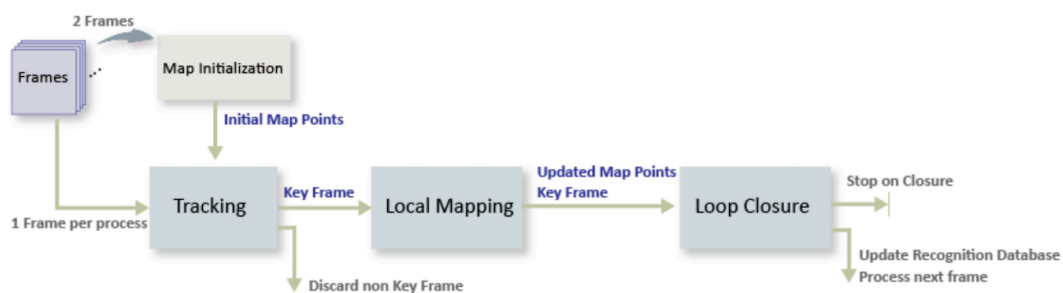 2 Frames
Frames
Map Initialization
Initial Map Points
1 Frame per process
Tracking
Key Frame
Discard non Key Frame
Local Mapping
Updated Map Points
Key Frame
Loop Closure
Stop on Closure
Update Recognition Database
Process next frame